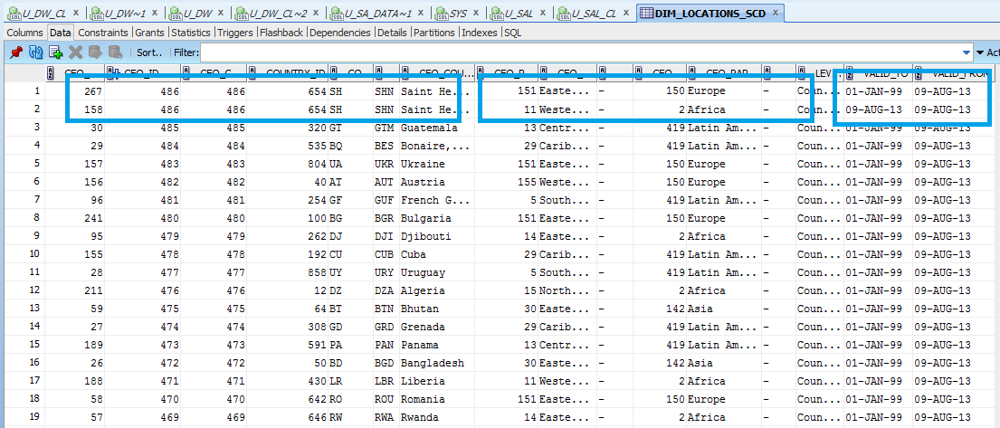 U_DW_CL x U_DW~1 x U_DW x U_DW_CL~2 x U_SA_DATA~1 x SYS x U_SAL x U_SAL_CL x DIM_LOCATIONS_SCD x
Columns Data Constraints Grants Statistics Triggers Flashback Dependencies Details Partitions Indexes SQL
Sort.. Filter: Act
LEV VALID_TO VALID_FROM
1 267 486 486 654 SH SHN Saint He... 151 Easte... - 150 Europe - Coun... 01-JAN-99 09-AUG-13
2 158 486 486 654 SH SHN Saint He... 11 Weste... - 2 Africa - Coun... 09-AUG-13 09-AUG-13
3 30 485 485 320 GT GTM Guatemala 13 Centr... - 419 Latin Am... - Coun... 01-JAN-99 09-AUG-13
4 29 484 484 535 BQ BES Bonaire,... 29 Carib... - 419 Latin Am... - Coun... 01-JAN-99 09-AUG-13
5 157 483 483 804 UA UKR Ukraine 151 Easte... - 150 Europe - Coun... 01-JAN-99 09-AUG-13
6 156 482 482 40 AT AUT Austria 155 Weste... - 150 Europe - Coun... 01-JAN-99 09-AUG-13
7 96 481 481 254 GF GUF French G... 5 South... - 419 Latin Am... - Coun... 01-JAN-99 09-AUG-13
8 241 480 480 100 BG BGR Bulgaria 151 Easte... - 150 Europe - Coun... 01-JAN-99 09-AUG-13
9 95 479 479 262 DJ DJI Djibouti 14 Easte... - 2 Africa - Coun... 01-JAN-99 09-AUG-13
10 155 478 478 192 CU CUB Cuba 29 Carib... - 419 Latin Am... - Coun... 01-JAN-99 09-AUG-13
11 28 477 477 858 UY URY Uruguay 5 South... - 419 Latin Am... - Coun... 01-JAN-99 09-AUG-13
12 211 476 476 12 DZ DZA Algeria 15 North... - 2 Africa - Coun... 01-JAN-99 09-AUG-13
13 59 475 475 64 BT BTN Bhutan 30 Easte... - 142 Asia - Coun... 01-JAN-99 09-AUG-13
14 27 474 474 308 GD GRD Grenada 29 Carib... - 419 Latin Am... - Coun... 01-JAN-99 09-AUG-13
15 189 473 473 591 PA PAN Panama 13 Centr... - 419 Latin Am... - Coun... 01-JAN-99 09-AUG-13
16 26 472 472 50 BD BGD Bangladesh 30 Easte... - 142 Asia - Coun... 01-JAN-99 09-AUG-13
17 188 471 471 430 LR LBR Liberia 11 Weste... - 2 Africa - Coun... 01-JAN-99 09-AUG-13
18 58 470 470 642 RO ROU Romania 151 Easte... - 150 Europe - Coun... 01-JAN-99 09-AUG-13
19 57 469 469 646 RW RWA Rwanda 14 Easte... - 2 Africa - Coun... 01-JAN-99 09-AUG-13